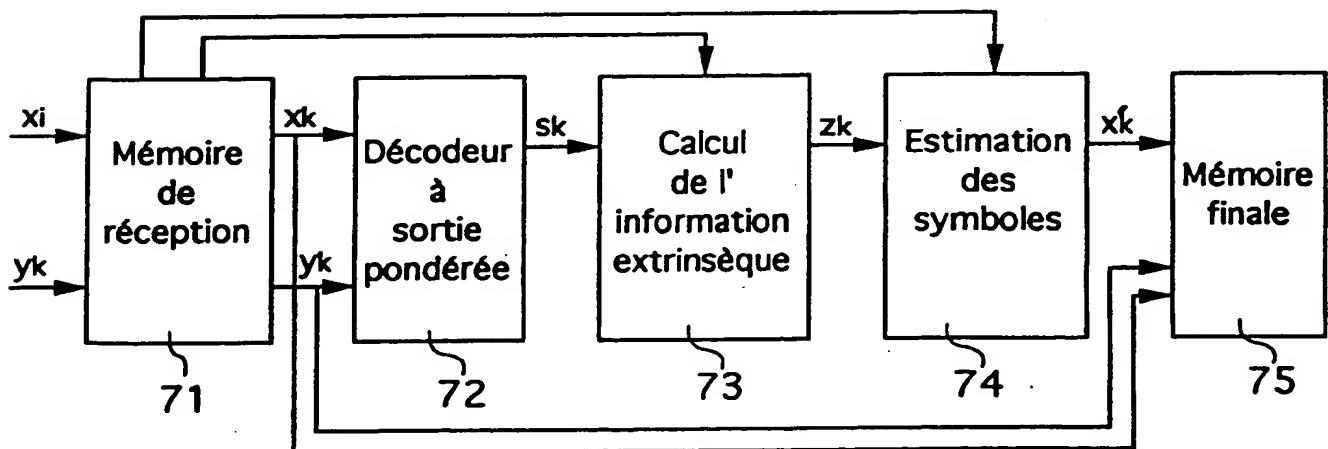 xi
yk
Mémoire
de
réception
71
xk
yk
Décodeur
à
sortie
pondérée
72
sk
Calcul
de l'
information
extrinsèque
73
zk
Estimation
des
symboles
74
x'k
Mémoire
finale
75